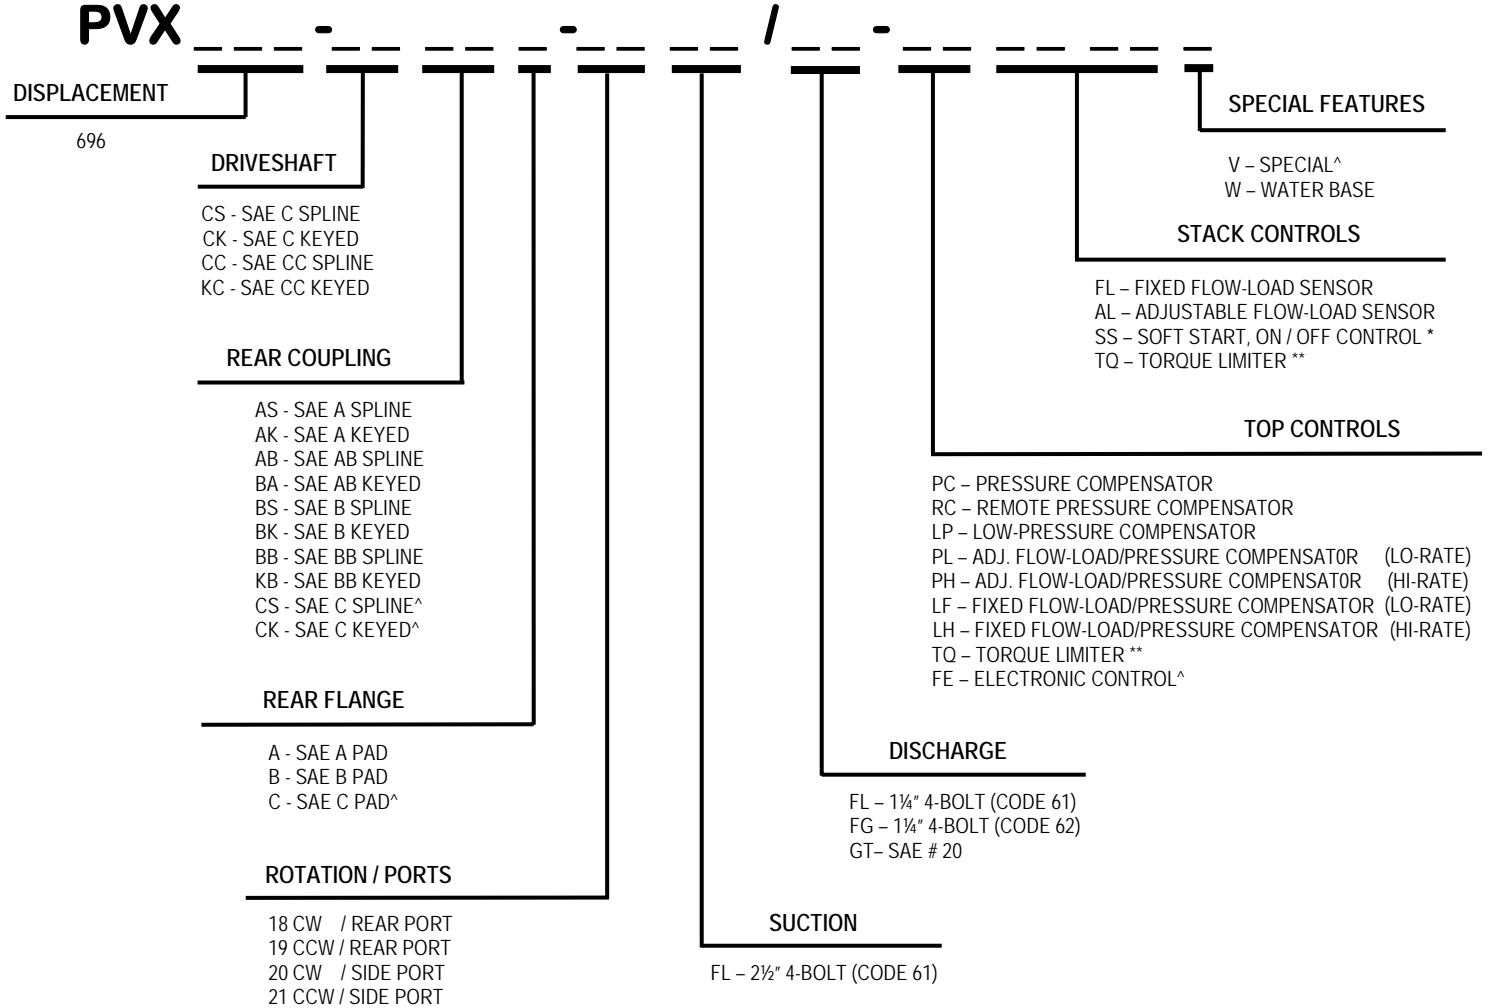 PVX _ _ _ - _ _ _ _ _ - _ _ _ _ / _ _ - _ _ _ _ _ _ _
DISPLACEMENT
696
DRIVESHAFT
CS - SAE C SPLINE
CK - SAE C KEYED
CC - SAE CC SPLINE
KC - SAE CC KEYED
REAR COUPLING
AS - SAE A SPLINE
AK - SAE A KEYED
AB - SAE AB SPLINE
BA - SAE AB KEYED
BS - SAE B SPLINE
BK - SAE B KEYED
BB - SAE BB SPLINE
KB - SAE BB KEYED
CS - SAE C SPLINE^
CK - SAE C KEYED^
REAR FLANGE
A - SAE A PAD
B - SAE B PAD
C - SAE C PAD^
ROTATION / PORTS
18 CW / REAR PORT
19 CCW / REAR PORT
20 CW / SIDE PORT
21 CCW / SIDE PORT
SUCTION
FL – 2½" 4-BOLT (CODE 61)
DISCHARGE
FL – 1¼" 4-BOLT (CODE 61)
FG – 1¼" 4-BOLT (CODE 62)
GT– SAE # 20
TOP CONTROLS
PC – PRESSURE COMPENSATOR
RC – REMOTE PRESSURE COMPENSATOR
LP – LOW-PRESSURE COMPENSATOR
PL – ADJ. FLOW-LOAD/PRESSURE COMPENSAT0R (LO-RATE)
PH – ADJ. FLOW-LOAD/PRESSURE COMPENSAT0R (HI-RATE)
LF – FIXED FLOW-LOAD/PRESSURE COMPENSATOR (LO-RATE)
LH – FIXED FLOW-LOAD/PRESSURE COMPENSATOR (HI-RATE)
TQ – TORQUE LIMITER **
FE – ELECTRONIC CONTROL^
STACK CONTROLS
FL – FIXED FLOW-LOAD SENSOR
AL – ADJUSTABLE FLOW-LOAD SENSOR
SS – SOFT START, ON / OFF CONTROL *
TQ – TORQUE LIMITER **
SPECIAL FEATURES
V – SPECIAL^
W – WATER BASE